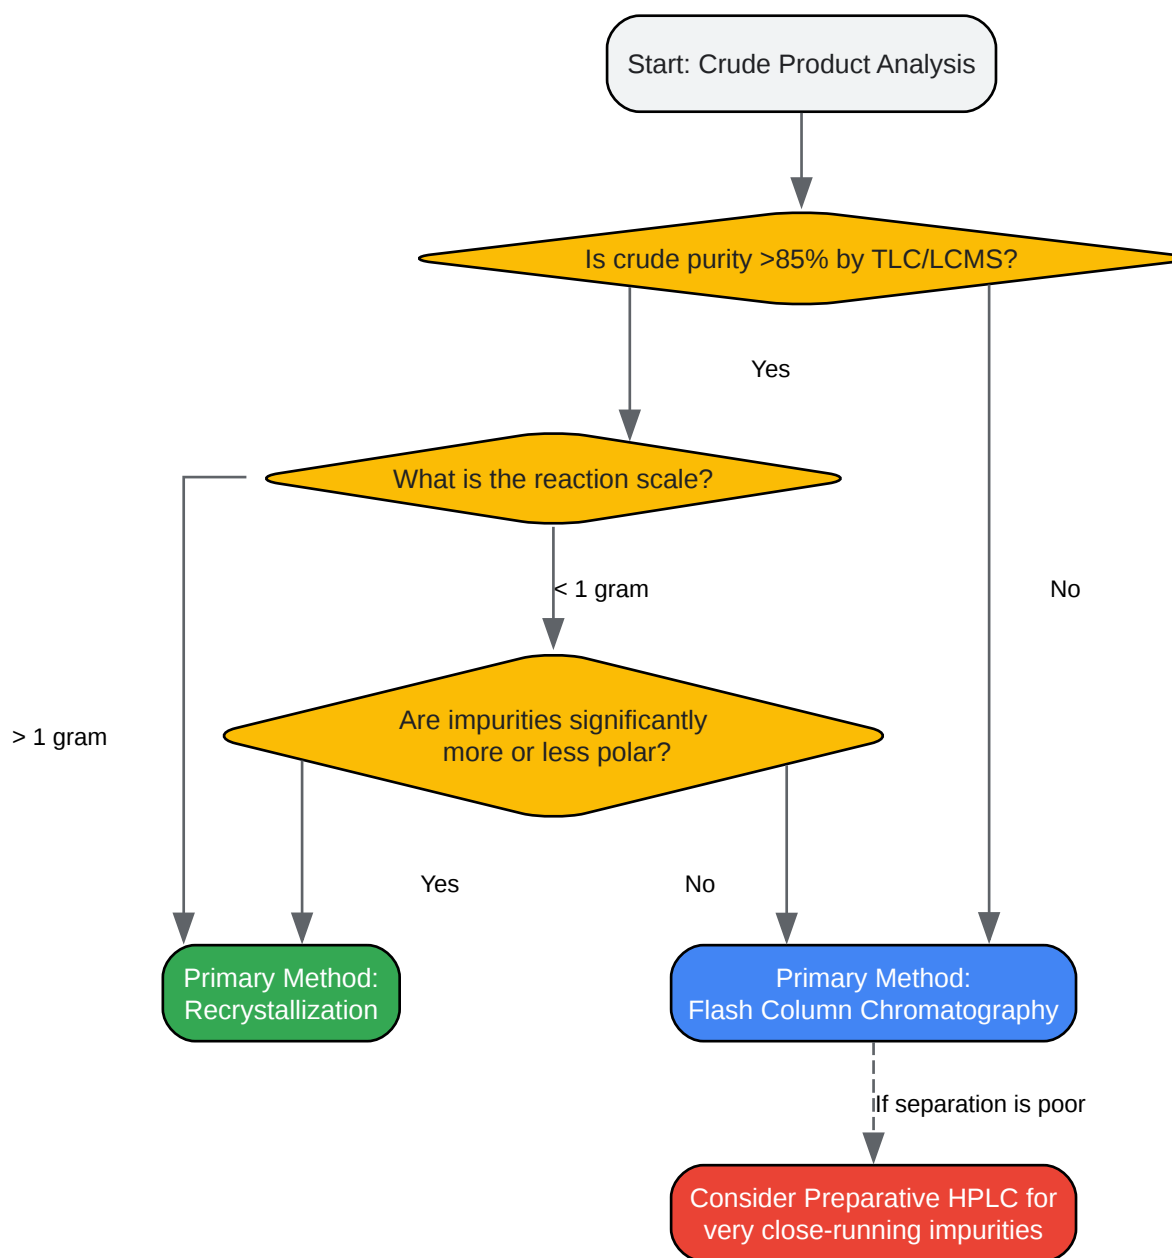 Start: Crude Product Analysis
Is crude purity >85% by TLC/LCMS?
Yes
What is the reaction scale?
< 1 gram
No
Are impurities significantly
more or less polar?
> 1 gram
Yes
No
Primary Method:
Recrystallization
Primary Method:
Flash Column Chromatography
If separation is poor
Consider Preparative HPLC for
very close-running impurities